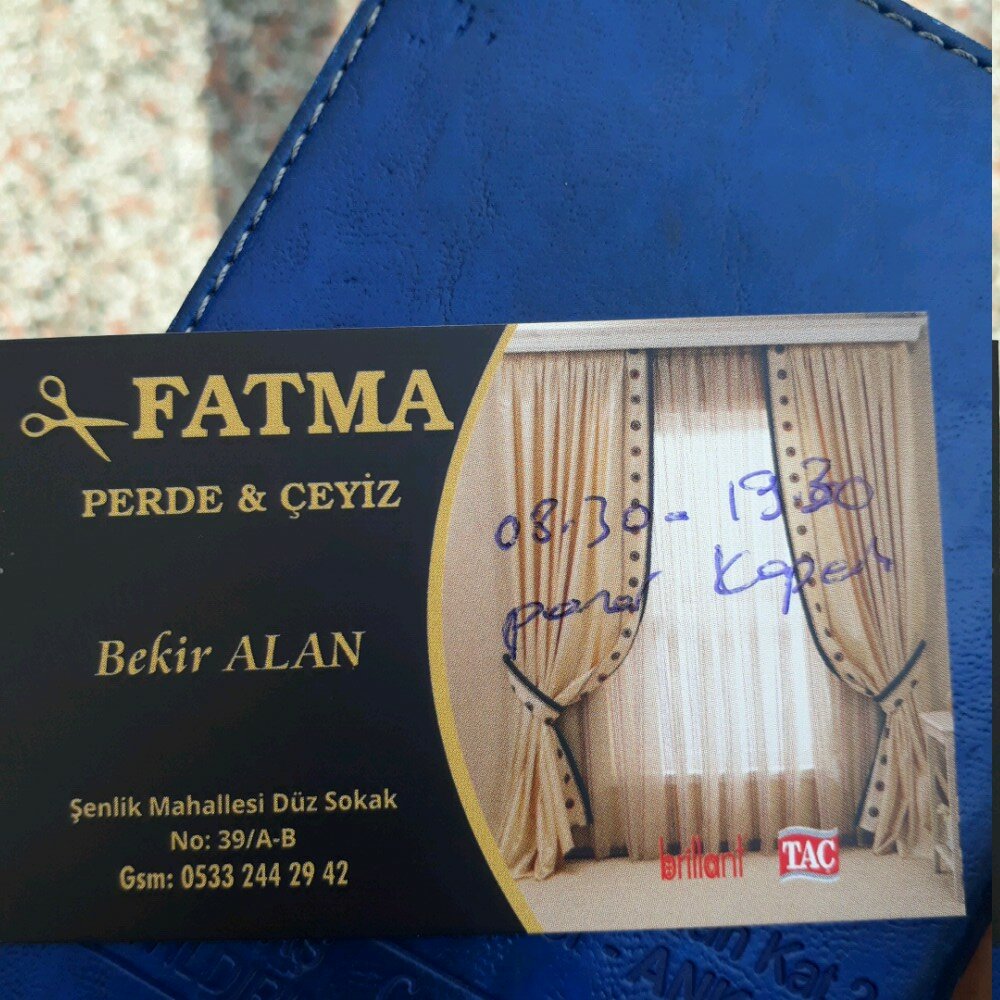 FATMA
PERDE & ÇEYİZ
Bekir ALAN
Şenlik Mahallesi Düz Sokak
No: 39/A-B
Gsm: 0533 244 29 42
08.30 - 19.30
pazar kapalı
brillant
TAÇ